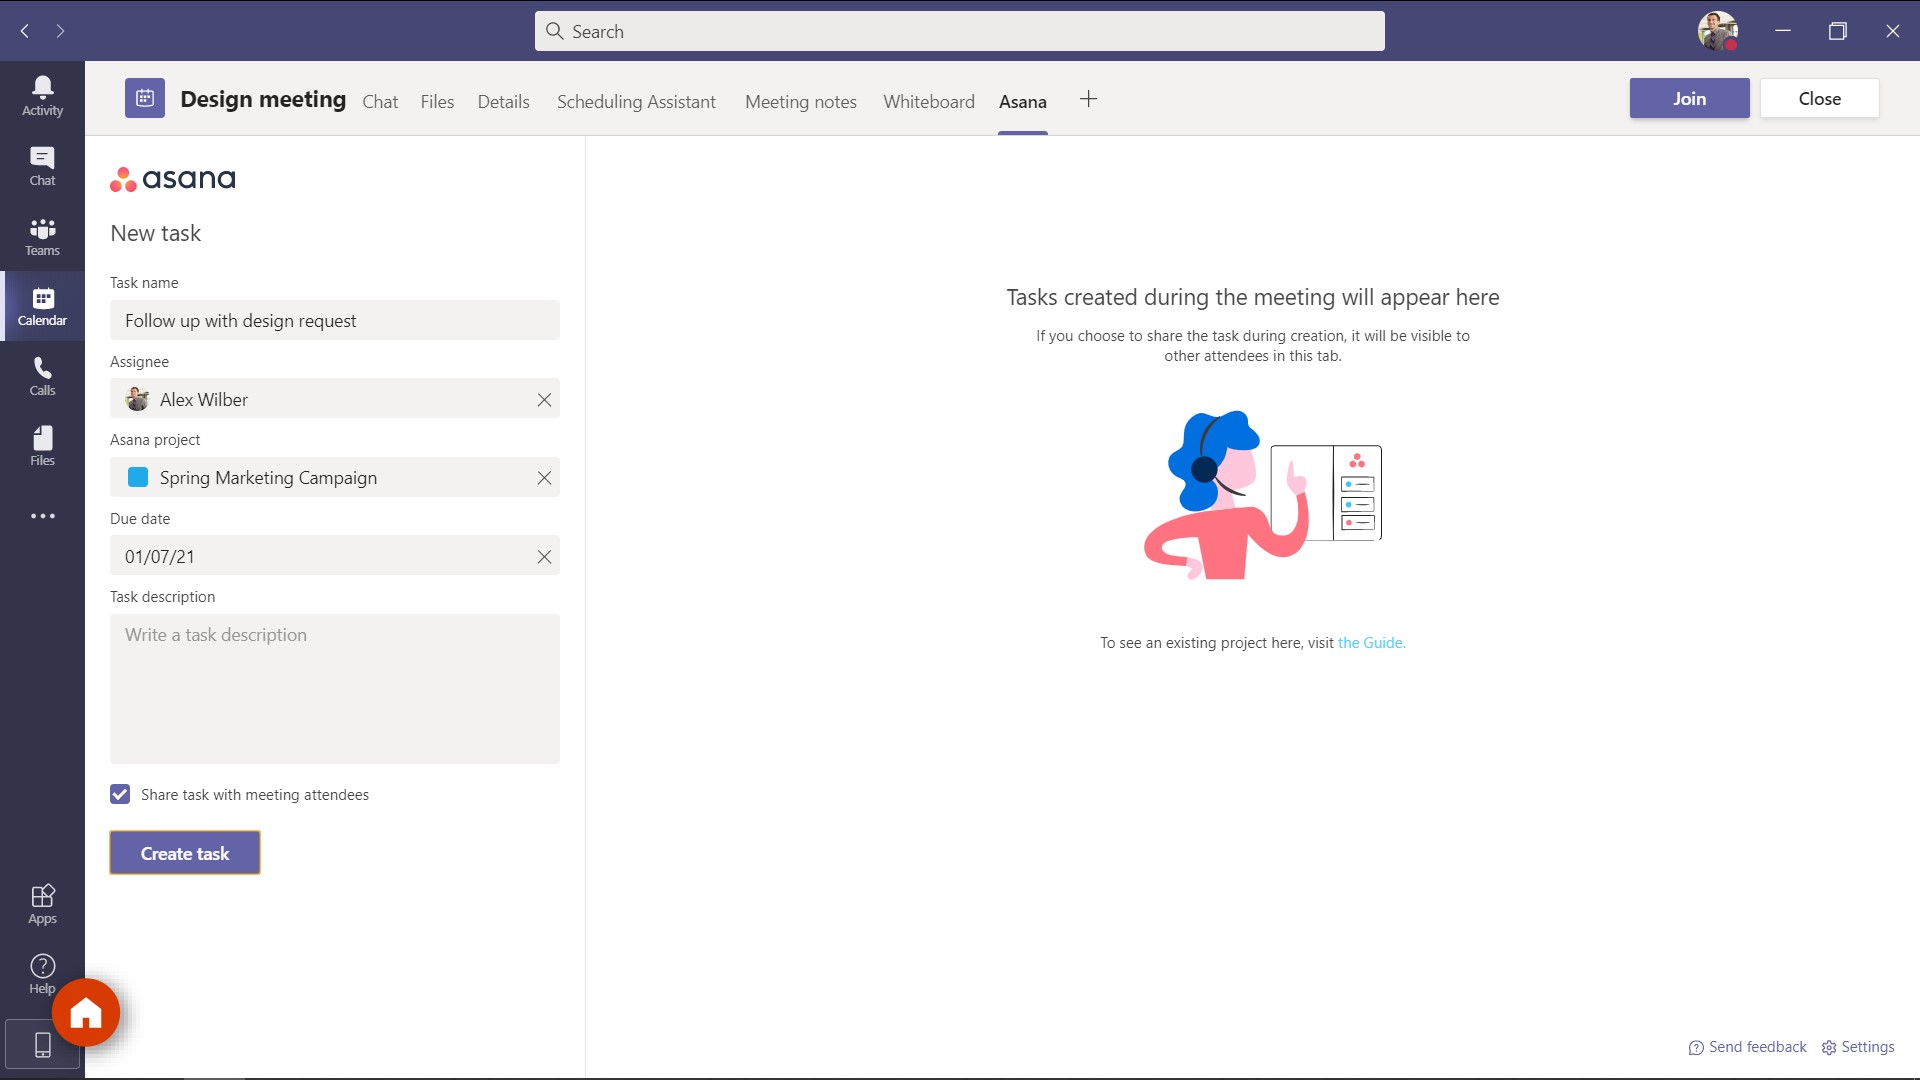 Search
Activity
Chat
Teams
Calendar
Calls
Files
Apps
Help
Design meeting
Chat
Files
Details
Scheduling Assistant
Meeting notes
Whiteboard
Asana
Join
Close
asana
New task
Task name
Follow up with design request
Assignee
Alex Wilber
Asana project
Spring Marketing Campaign
Due date
01/07/21
Task description
Write a task description
Share task with meeting attendees
Create task
Tasks created during the meeting will appear here
If you choose to share the task during creation, it will be visible to
other attendees in this tab.
To see an existing project here, visit the Guide.
Send feedback
Settings